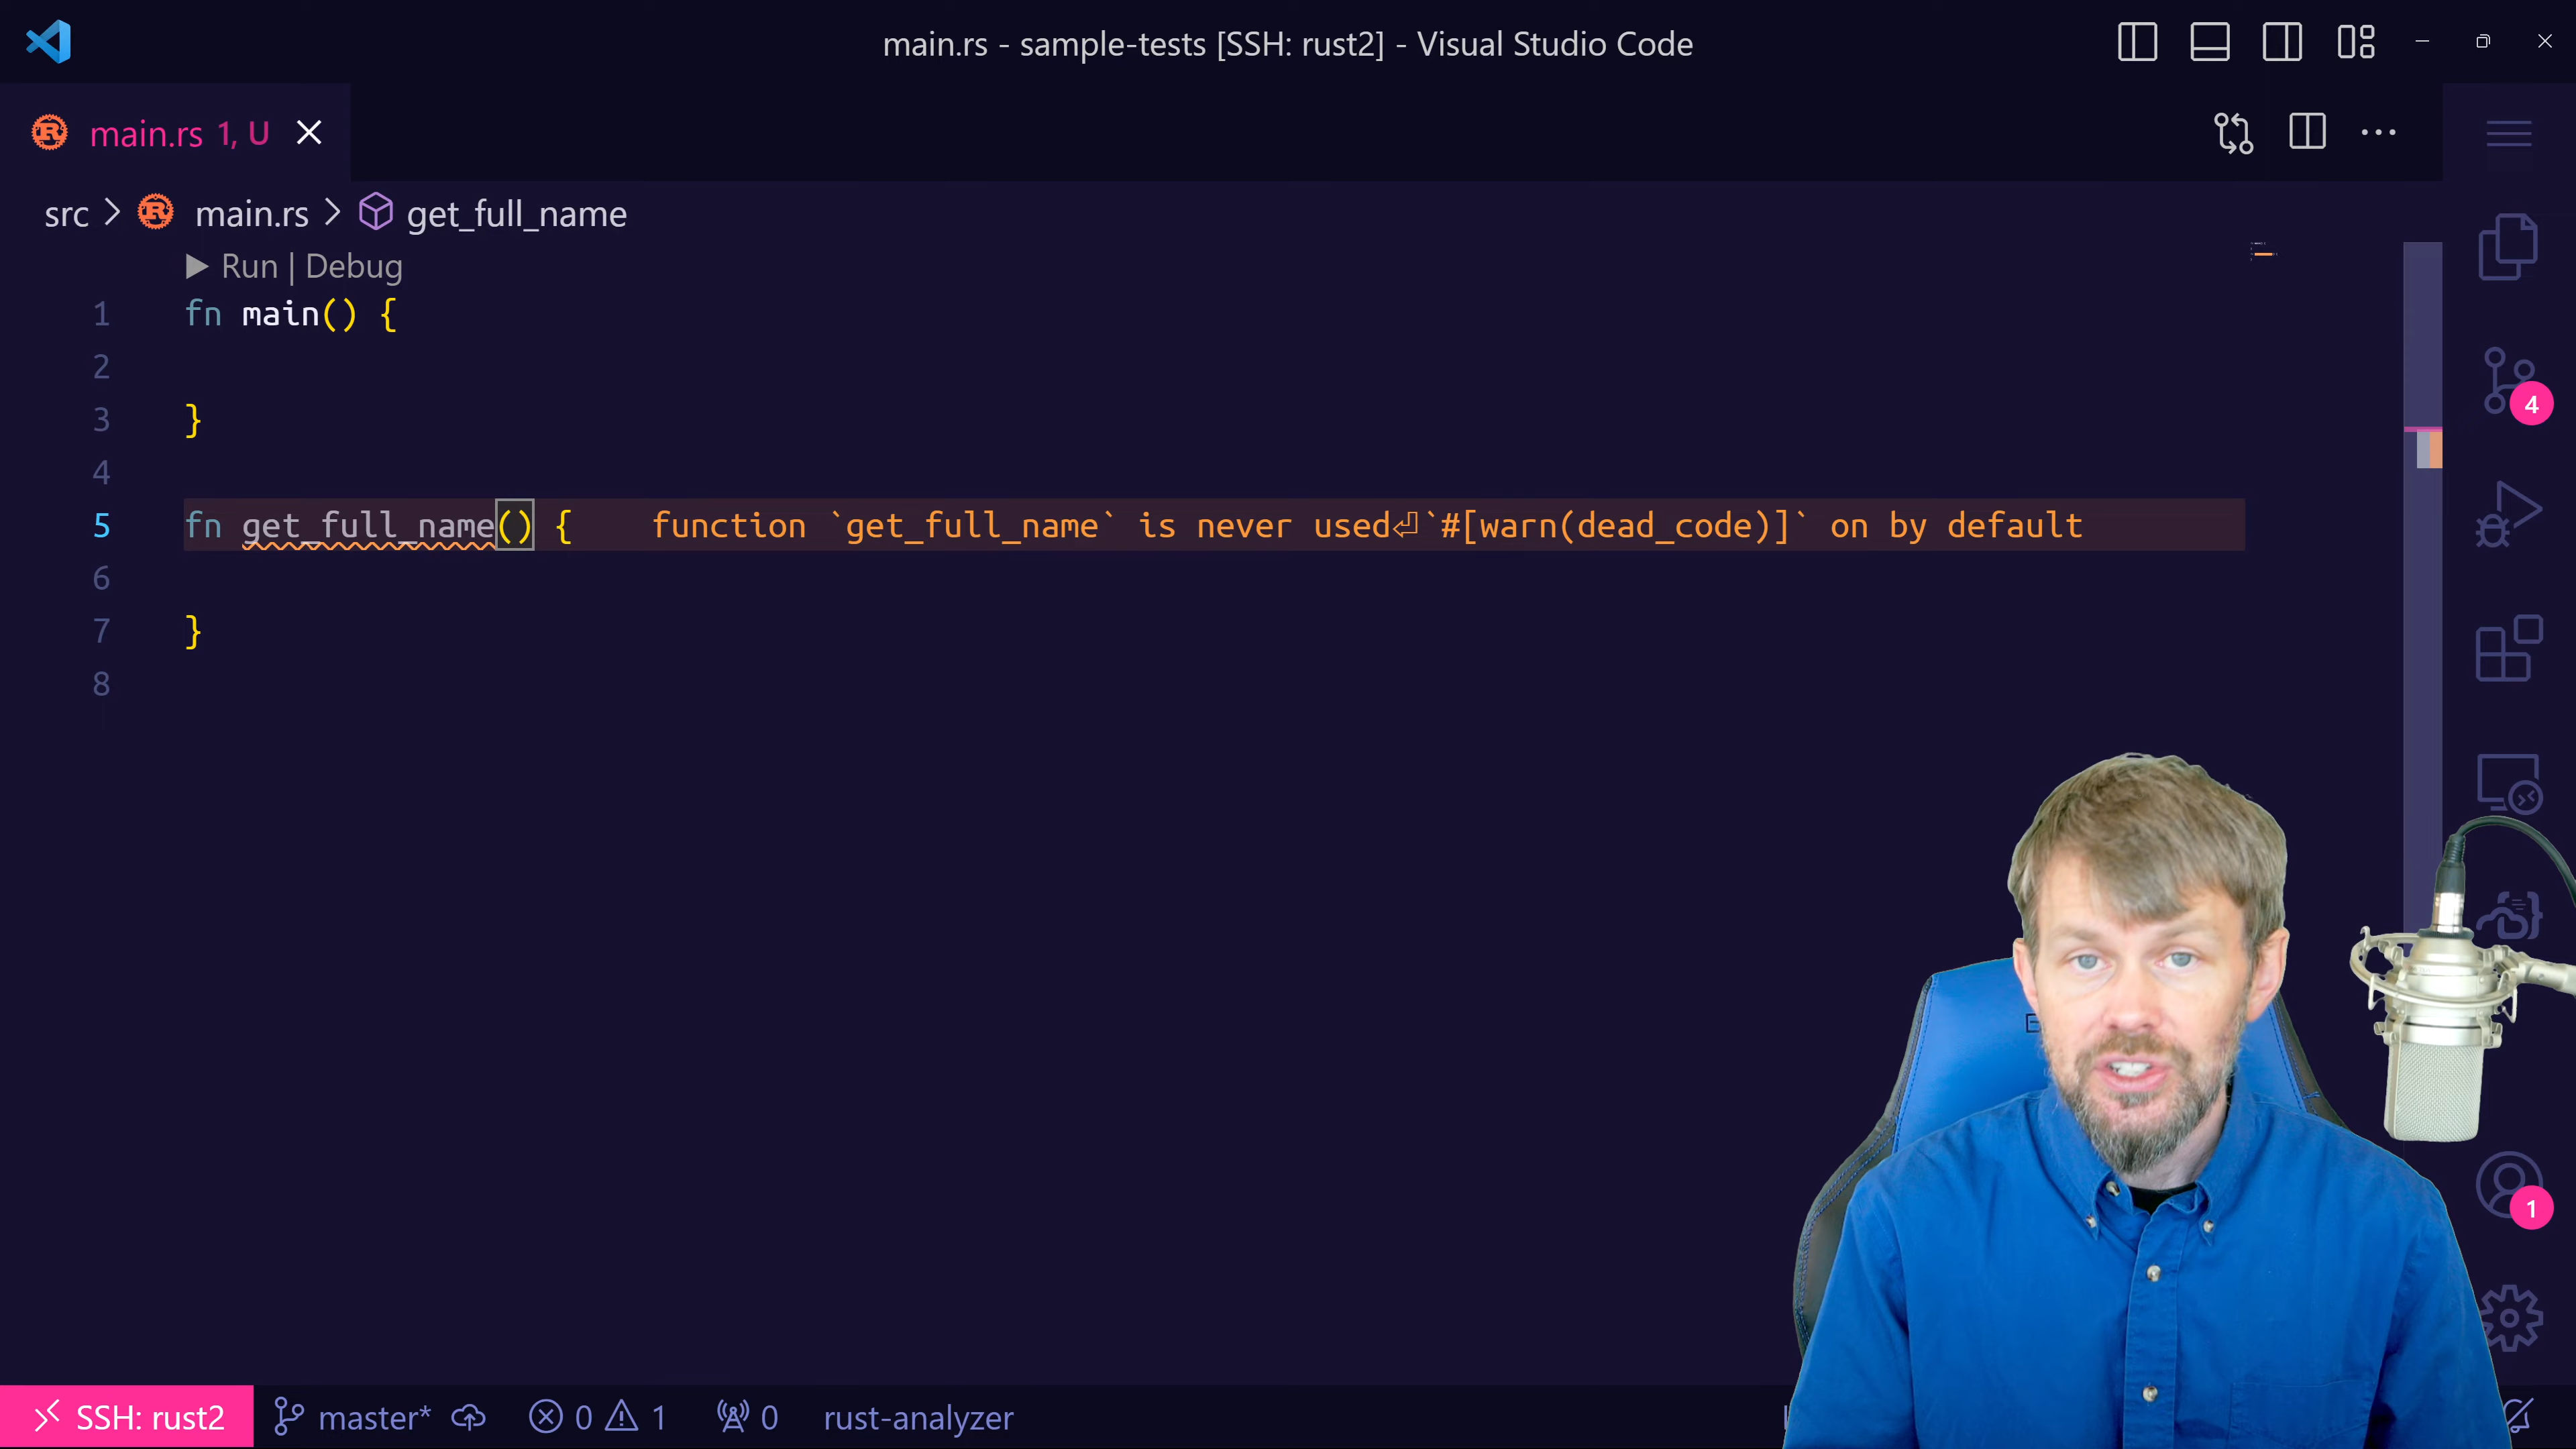 main.rs - sample-tests [SSH: rust2] - Visual Studio Code
main.rs 1, U
src > main.rs > get_full_name
Run | Debug
1 fn main() {
2
3 }
4
5 fn get_full_name() { function `get_full_name` is never used⏎`#[warn(dead_code)]` on by default
6
7 }
8
4
1
SSH: rust2 master* 0 1 0 rust-analyzer